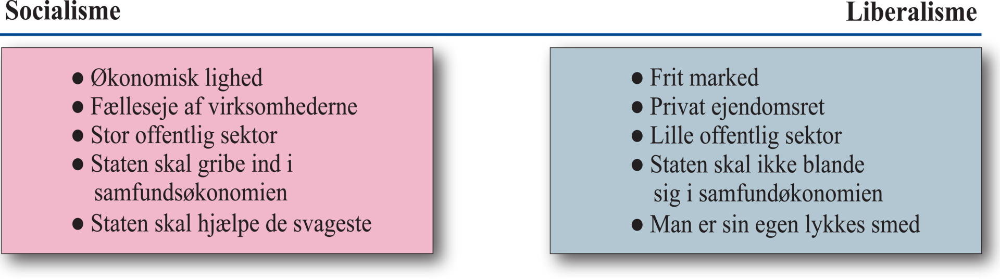 Socialisme
Liberalisme
● Økonomisk lighed
● Fælleseje af virksomhederne
● Stor offentlig sektor
● Staten skal gribe ind i
samfundsøkonomien
● Staten skal hjælpe de svageste
● Frit marked
● Privat ejendomsret
● Lille offentlig sektor
● Staten skal ikke blande
sig i samfundøkonomien
● Man er sin egen lykkes smed